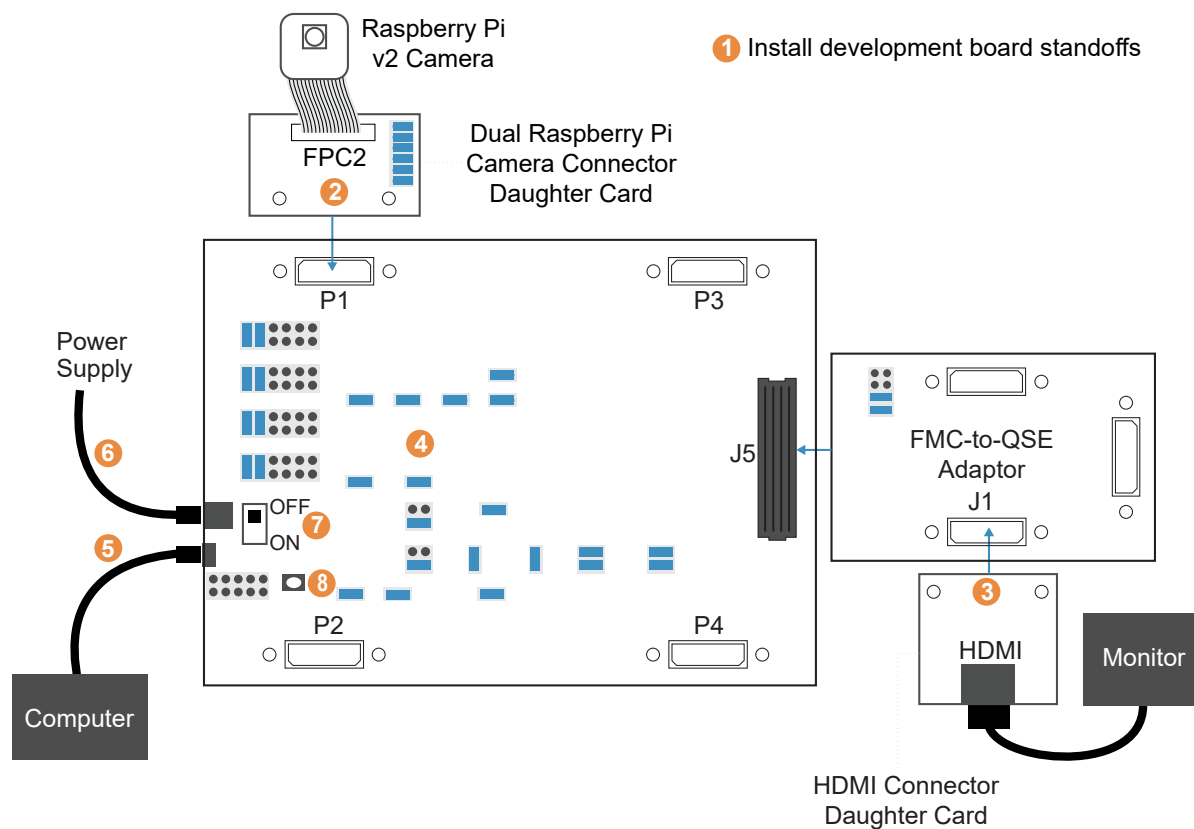 Raspberry Pi
v2 Camera
1 Install development board standoffs
FPC2
2
Dual Raspberry Pi
Camera Connector
Daughter Card
P1
P3
Power
Supply
6
4
J5
FMC-to-QSE
Adaptor
J1
OFF
7
ON
5
8
3
P2
P4
HDMI
Monitor
Computer
HDMI Connector
Daughter Card